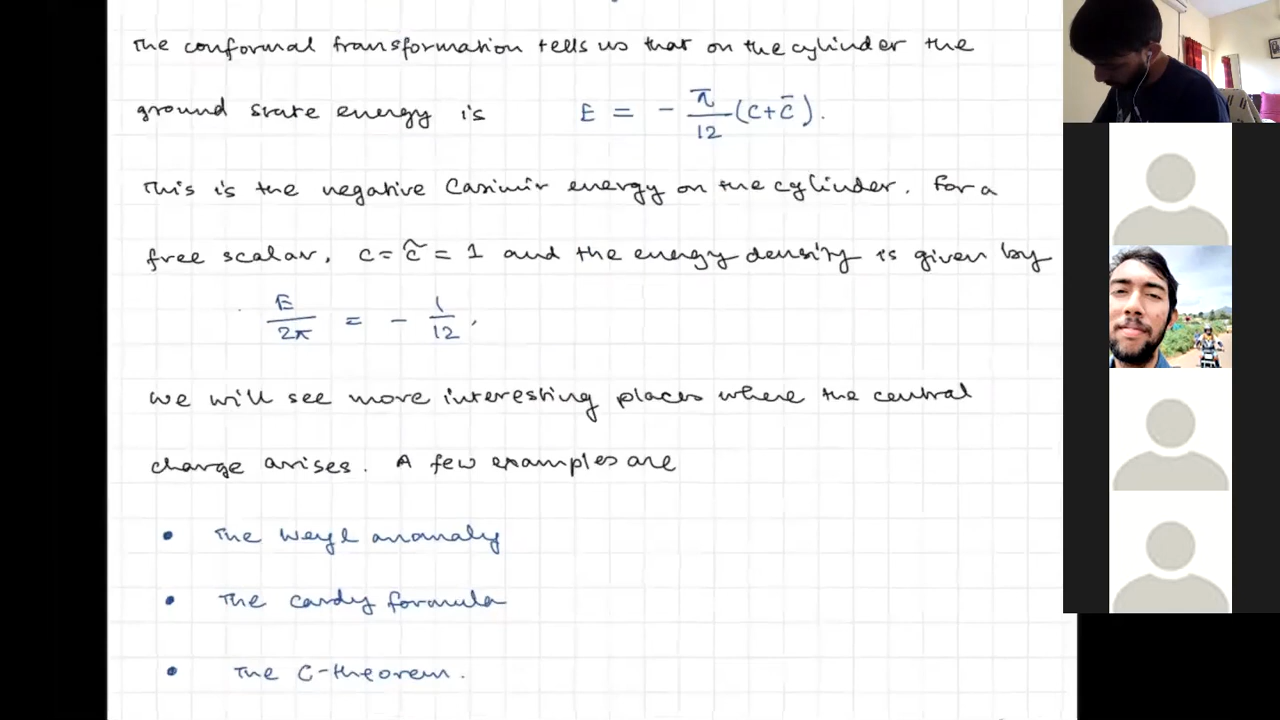 The conformal transformation tells us that on the cylinder the
ground state energy is E = - π/12 (c + c̄).
This is the negative Casimir energy on the cylinder. For a
free scalar, c = c̃ = 1 and the energy density is given by
E/2π = - 1/12,
We will see more interesting places where the central
charge arises. A few examples are
• The Weyl anomaly
• The Cardy formula
• The C-theorem.